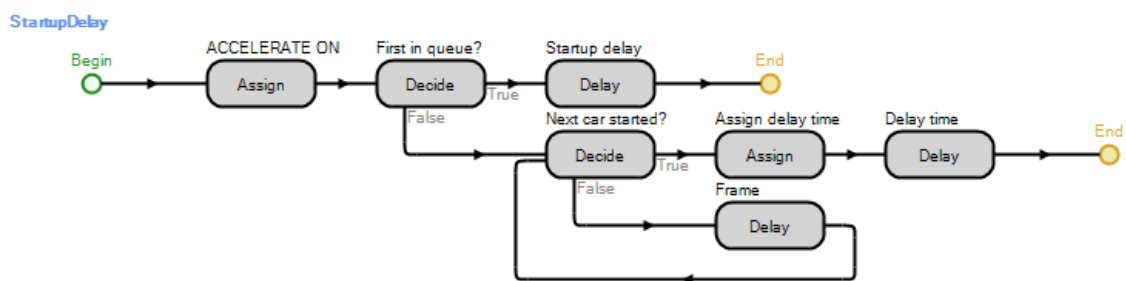 StartupDelay
ACCELERATE ON
First in queue?
Startup delay
Begin
End
Assign
Decide
Delay
True
False
Next car started?
Assign delay time
Delay time
End
Decide
Assign
Delay
True
False
Frame
Delay